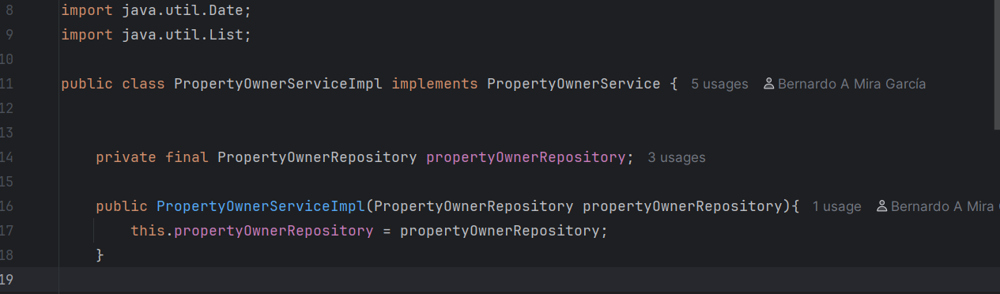 8 import java.util.Date;
9 import java.util.List;
10
11 public class PropertyOwnerServiceImpl implements PropertyOwnerService { 5 usages Bernardo A Mira García
12
13
14 private final PropertyOwnerRepository propertyOwnerRepository; 3 usages
15
16 public PropertyOwnerServiceImpl(PropertyOwnerRepository propertyOwnerRepository){ 1 usage Bernardo A Mira
17 this.propertyOwnerRepository = propertyOwnerRepository;
18 }
19